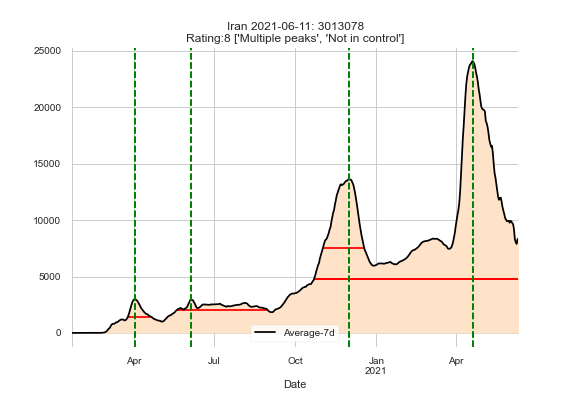 Iran 2021-06-11: 3013078
Rating:8 ['Multiple peaks', 'Not in control']
25000
20000
15000
10000
5000
0
Average-7d
Apr Jul Oct Jan Apr
2021
Date